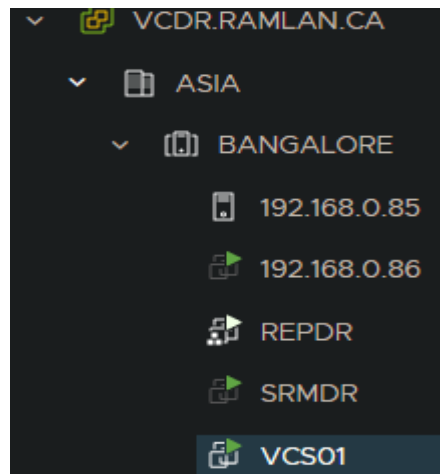 VCDR.RAMLAN.CA
ASIA
BANGALORE
192.168.0.85
192.168.0.86
REPDR
SRMDR
VCS01